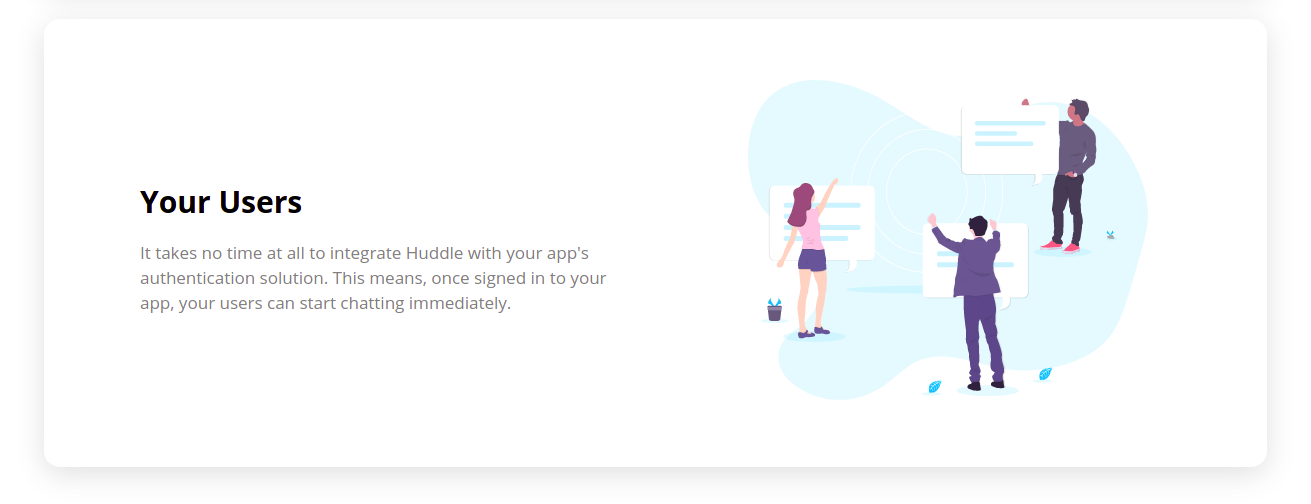 Your Users
It takes no time at all to integrate Huddle with your app's
authentication solution. This means, once signed in to your
app, your users can start chatting immediately.